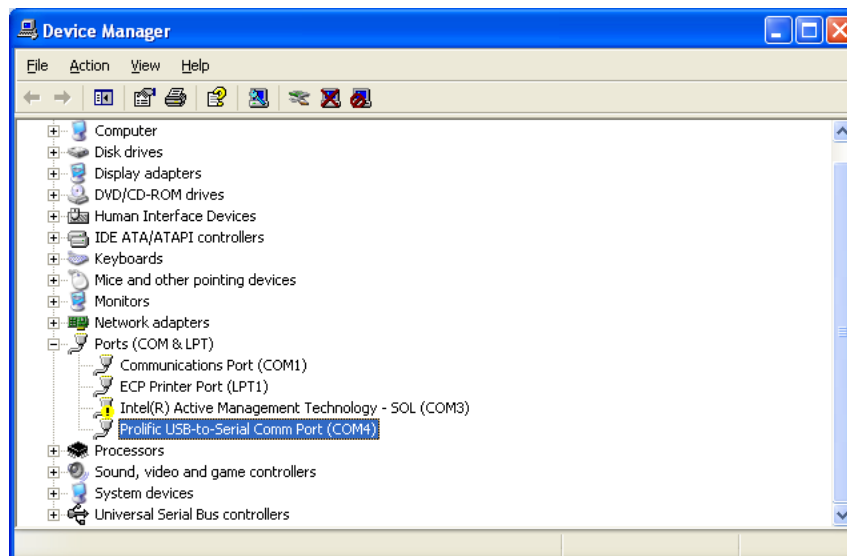 Device Manager
File Action View Help
Computer
Disk drives
Display adapters
DVD/CD-ROM drives
Human Interface Devices
IDE ATA/ATAPI controllers
Keyboards
Mice and other pointing devices
Monitors
Network adapters
Ports (COM & LPT)
Communications Port (COM1)
ECP Printer Port (LPT1)
Intel(R) Active Management Technology - SOL (COM3)
Prolific USB-to-Serial Comm Port (COM4)
Processors
Sound, video and game controllers
System devices
Universal Serial Bus controllers